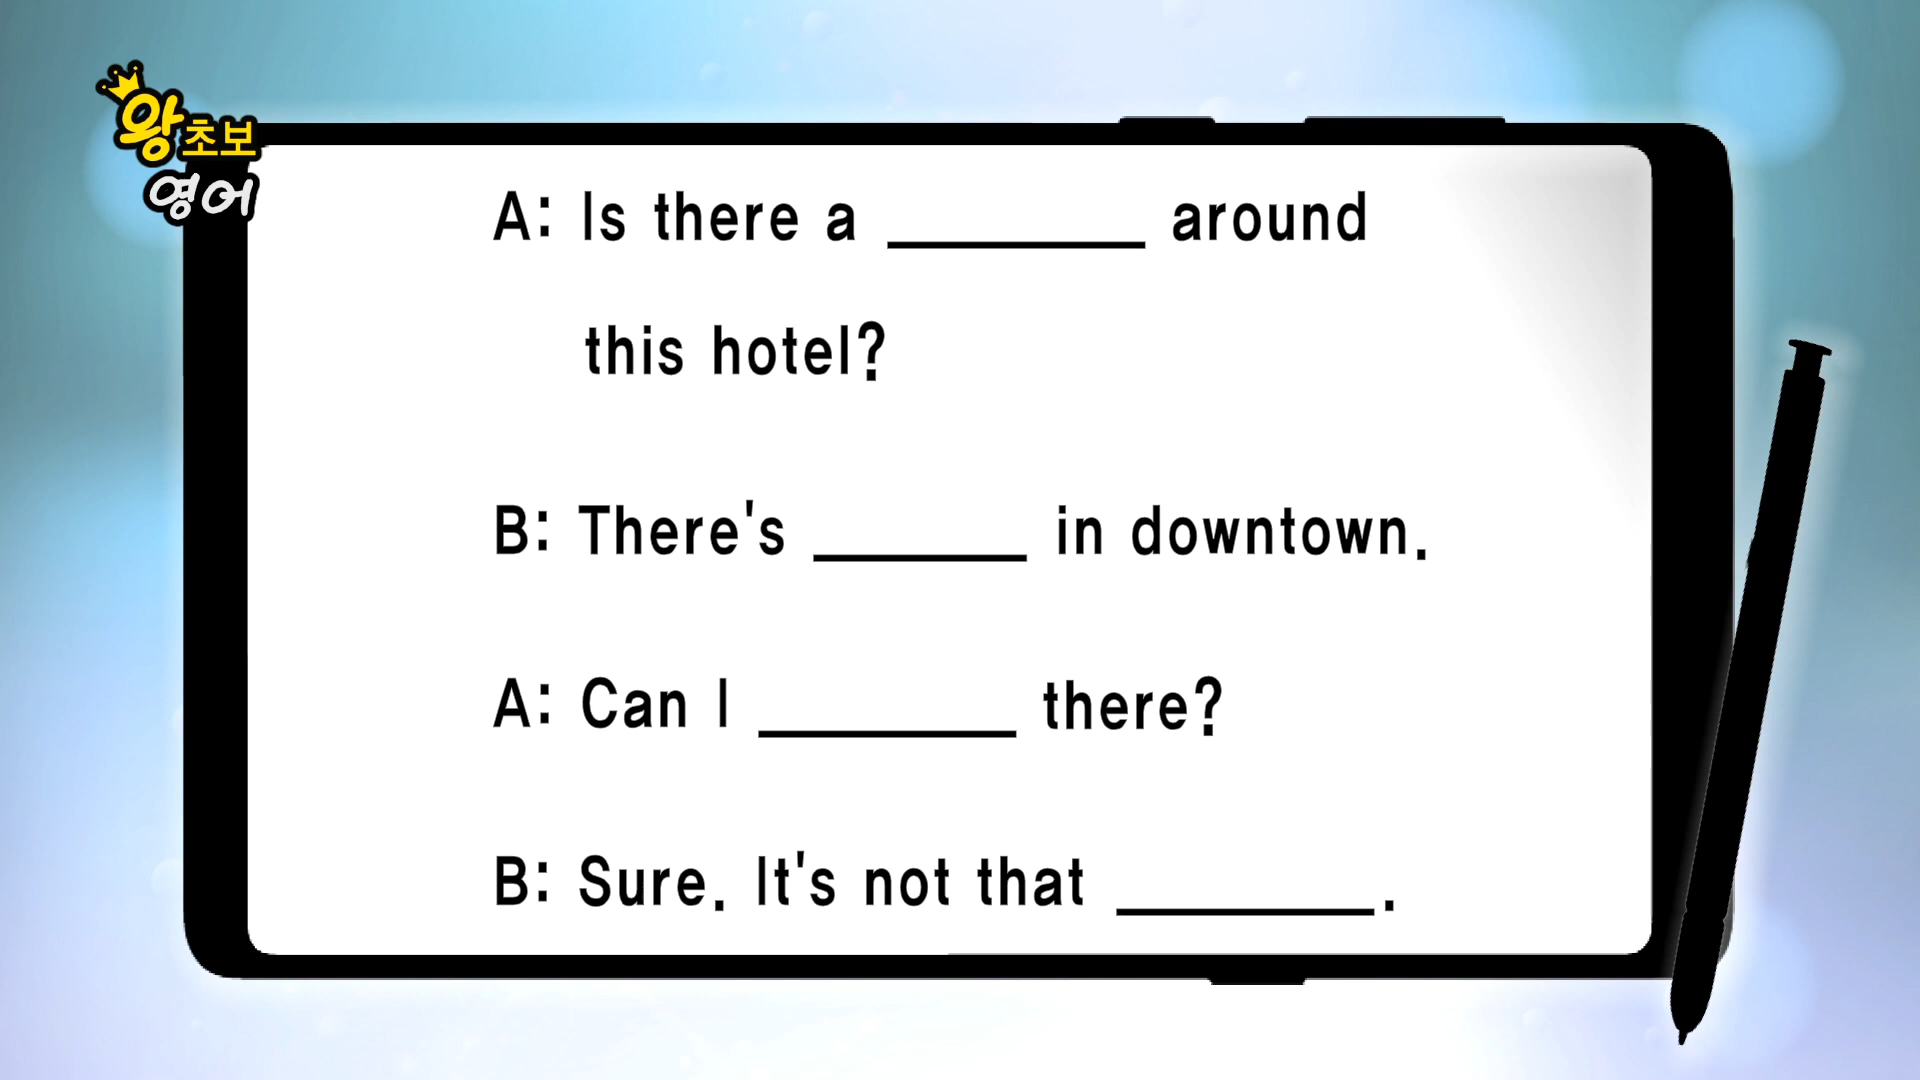 왕초보
영어
A: Is there a ________ around
this hotel?
B: There's ______ in downtown.
A: Can I ________ there?
B: Sure. It's not that ________.